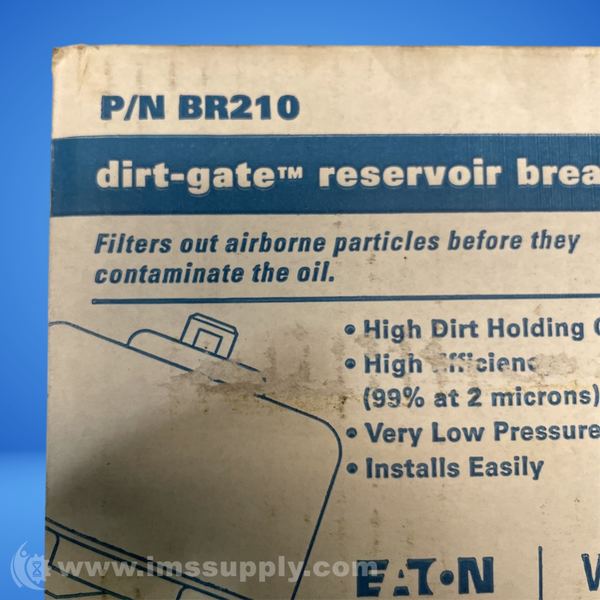 P/N BR210
dirt-gate™ reservoir brea
Filters out airborne particles before they
contaminate the oil.
• High Dirt Holding
• High
(99% at 2 microns)
• Very Low Pressure
• Installs Easily
EATON
www.imssupply.com